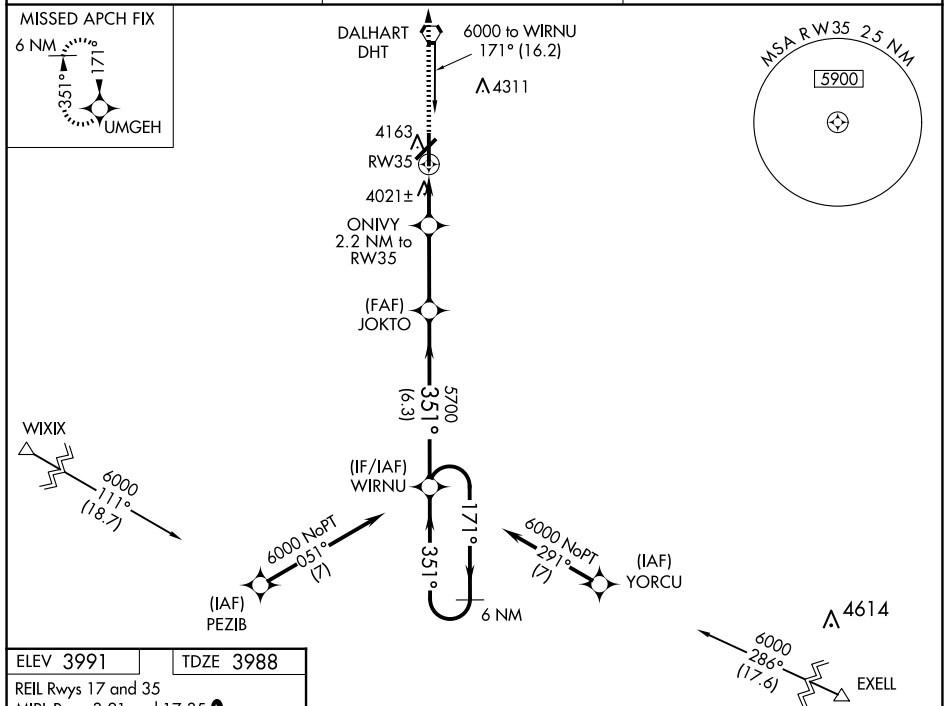 MISSED APCH FIX
6 NM
351°
171°
UMGEH
DALHART
DHT
6000 to WIRNU
171° (16.2)
4311
MSA RW35 25 NM
5900
4163
RW35
4021±
ONIVY
2.2 NM to
RW35
(FAF)
JOKTO
5700
351°
(6.3)
WIXIX
6000
111°
(18.7)
(IF/IAF)
WIRNU
171°
351°
6 NM
6000 NoPT
051°
(7)
(IAF)
PEZIB
6000 NoPT
291°
(7)
(IAF)
YORCU
4614
6000
286°
(17.6)
EXELL
ELEV 3991
TDZE 3988
REIL Rwys 17 and 35